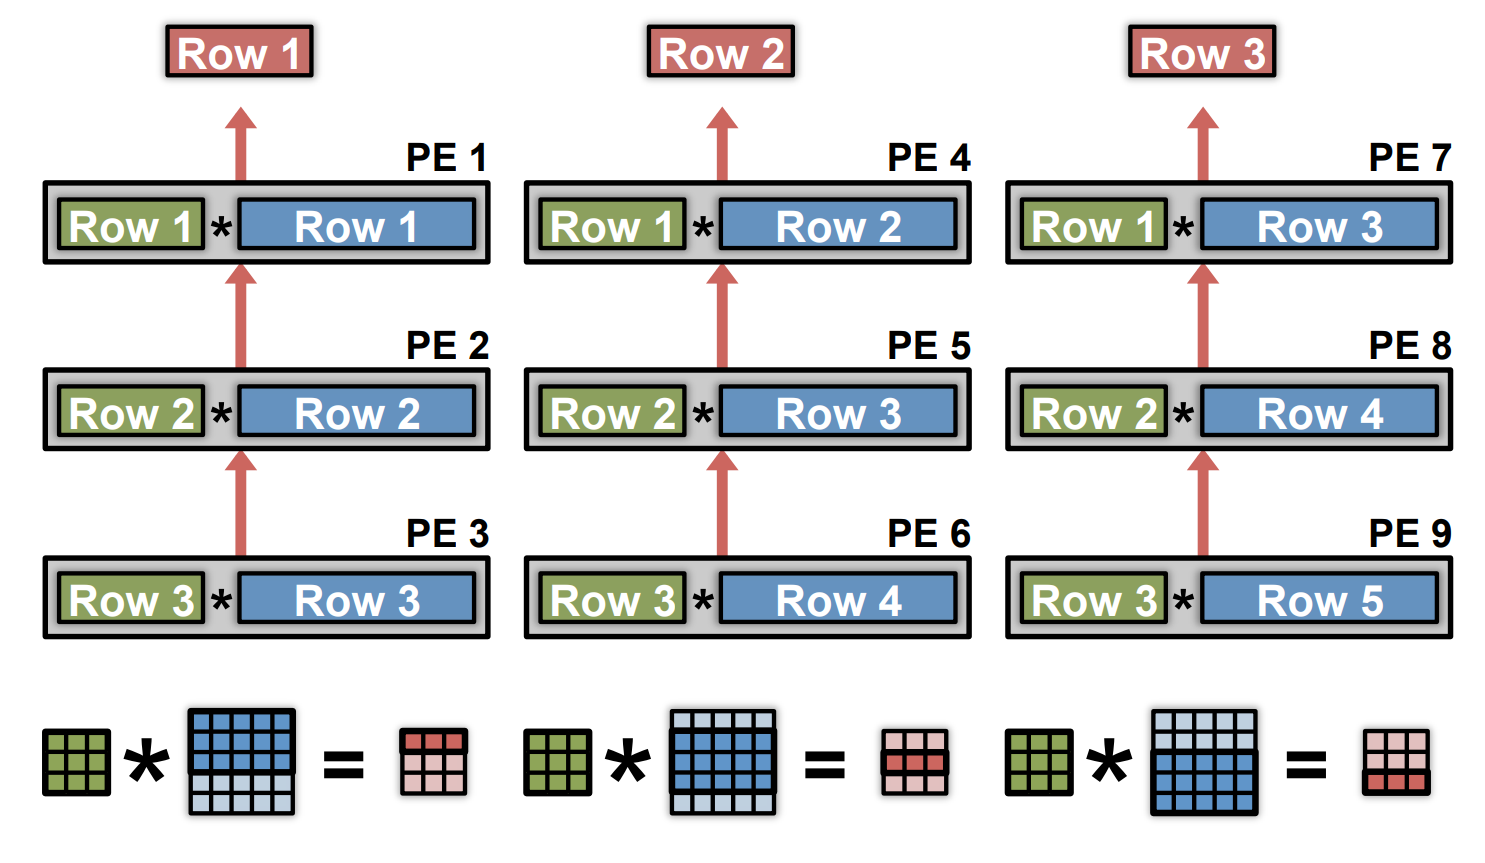 Row 1 Row 2 Row 3
PE 1 PE 4 PE 7
Row 1 * Row 1 Row 1 * Row 2 Row 1 * Row 3
PE 2 PE 5 PE 8
Row 2 * Row 2 Row 2 * Row 3 Row 2 * Row 4
PE 3 PE 6 PE 9
Row 3 * Row 3 Row 3 * Row 4 Row 3 * Row 5
* = * = * =